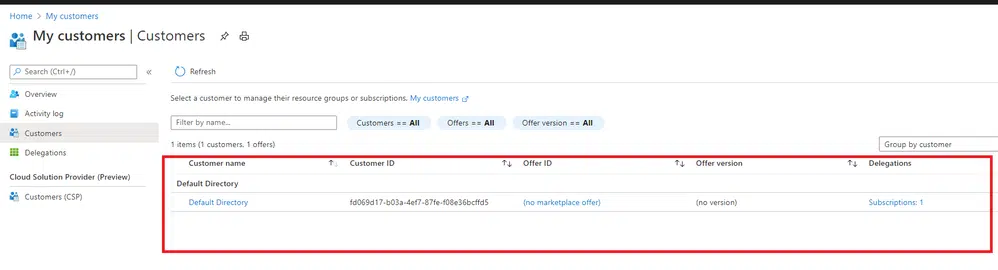 Home > My customers
My customers | Customers
Search (Ctrl+/)
«
Refresh
Overview
Activity log
Customers
Delegations
Cloud Solution Provider (Preview)
Customers (CSP)
Select a customer to manage their resource groups or subscriptions. My customers
Filter by name...
Customers == All
Offers == All
Offer version == All
1 items (1 customers, 1 offers)
Group by customer
Customer name ↑↓ Customer ID ↑↓ Offer ID ↑↓ Offer version ↑↓ Delegations
Default Directory
Default Directory fd069d17-b03a-4ef7-87fe-f08e36bcffd5 (no marketplace offer) (no version) Subscriptions: 1